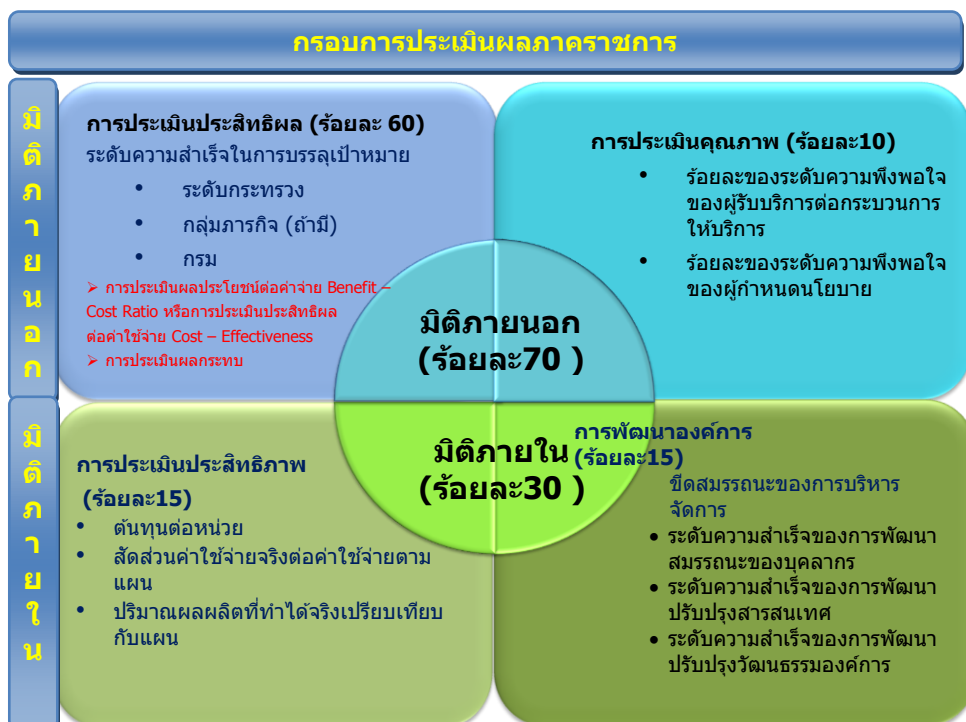 กรอบการประเมินผลภาคราชการ
มิติภายนอก
การประเมินประสิทธิผล (ร้อยละ 60)
ระดับความสำเร็จในการบรรลุเป้าหมาย
• ระดับกระทรวง
• กลุ่มภารกิจ (ถ้ามี)
• กรม
➢ การประเมินผลประโยชน์ต่อค่าจ่าย Benefit –
Cost Ratio หรือการประเมินประสิทธิผล
ต่อค่าใช้จ่าย Cost – Effectiveness
➢ การประเมินผลกระทบ
การประเมินคุณภาพ (ร้อยละ10)
• ร้อยละของระดับความพึงพอใจ
ของผู้รับบริการต่อกระบวนการ
ให้บริการ
• ร้อยละของระดับความพึงพอใจ
ของผู้กำหนดนโยบาย
มิติภายนอก
(ร้อยละ70 )
มิติภายใน
(ร้อยละ30 )
มิติภายใน
การประเมินประสิทธิภาพ
(ร้อยละ15)
• ต้นทุนต่อหน่วย
• สัดส่วนค่าใช้จ่ายจริงต่อค่าใช้จ่ายตาม
แผน
• ปริมาณผลผลิตที่ทำได้จริงเปรียบเทียบ
กับแผน
การพัฒนาองค์การ
(ร้อยละ15)
ขีดสมรรถนะของการบริหาร
จัดการ
• ระดับความสำเร็จของการพัฒนา
สมรรถนะของบุคลากร
• ระดับความสำเร็จของการพัฒนา
ปรับปรุงสารสนเทศ
• ระดับความสำเร็จของการพัฒนา
ปรับปรุงวัฒนธรรมองค์การ